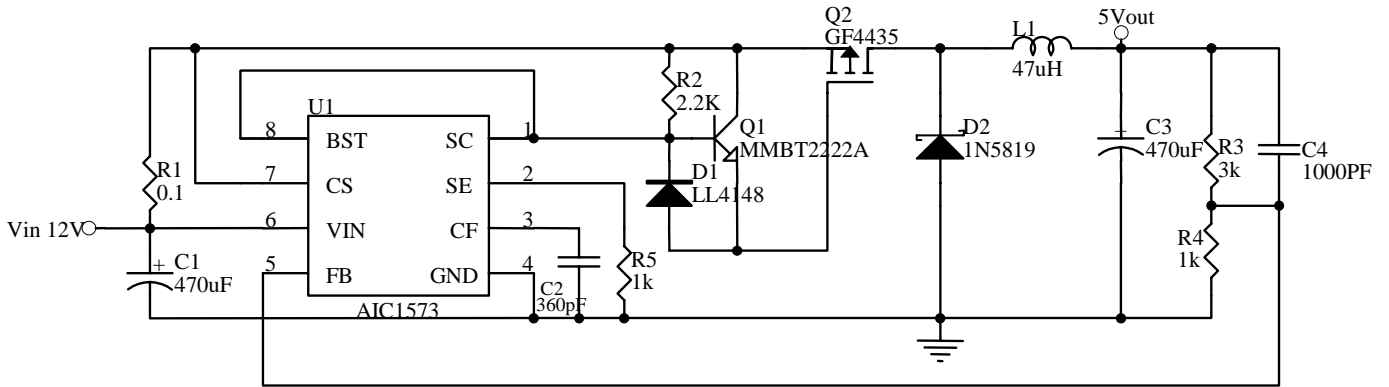 Q2
GF4435
5Vout
L1
47uH
R2
2.2K
U1
8 BST SC 1
Q1
MMBT2222A
D2
1N5819
C3
470uF
R3
3k
C4
1000PF
R1
0.1
7 CS SE 2
D1
LL4148
Vin 12V
6 VIN CF 3
R4
1k
C1
470uF
5 FB GND 4
C2
360pF
R5
1k
AIC1573